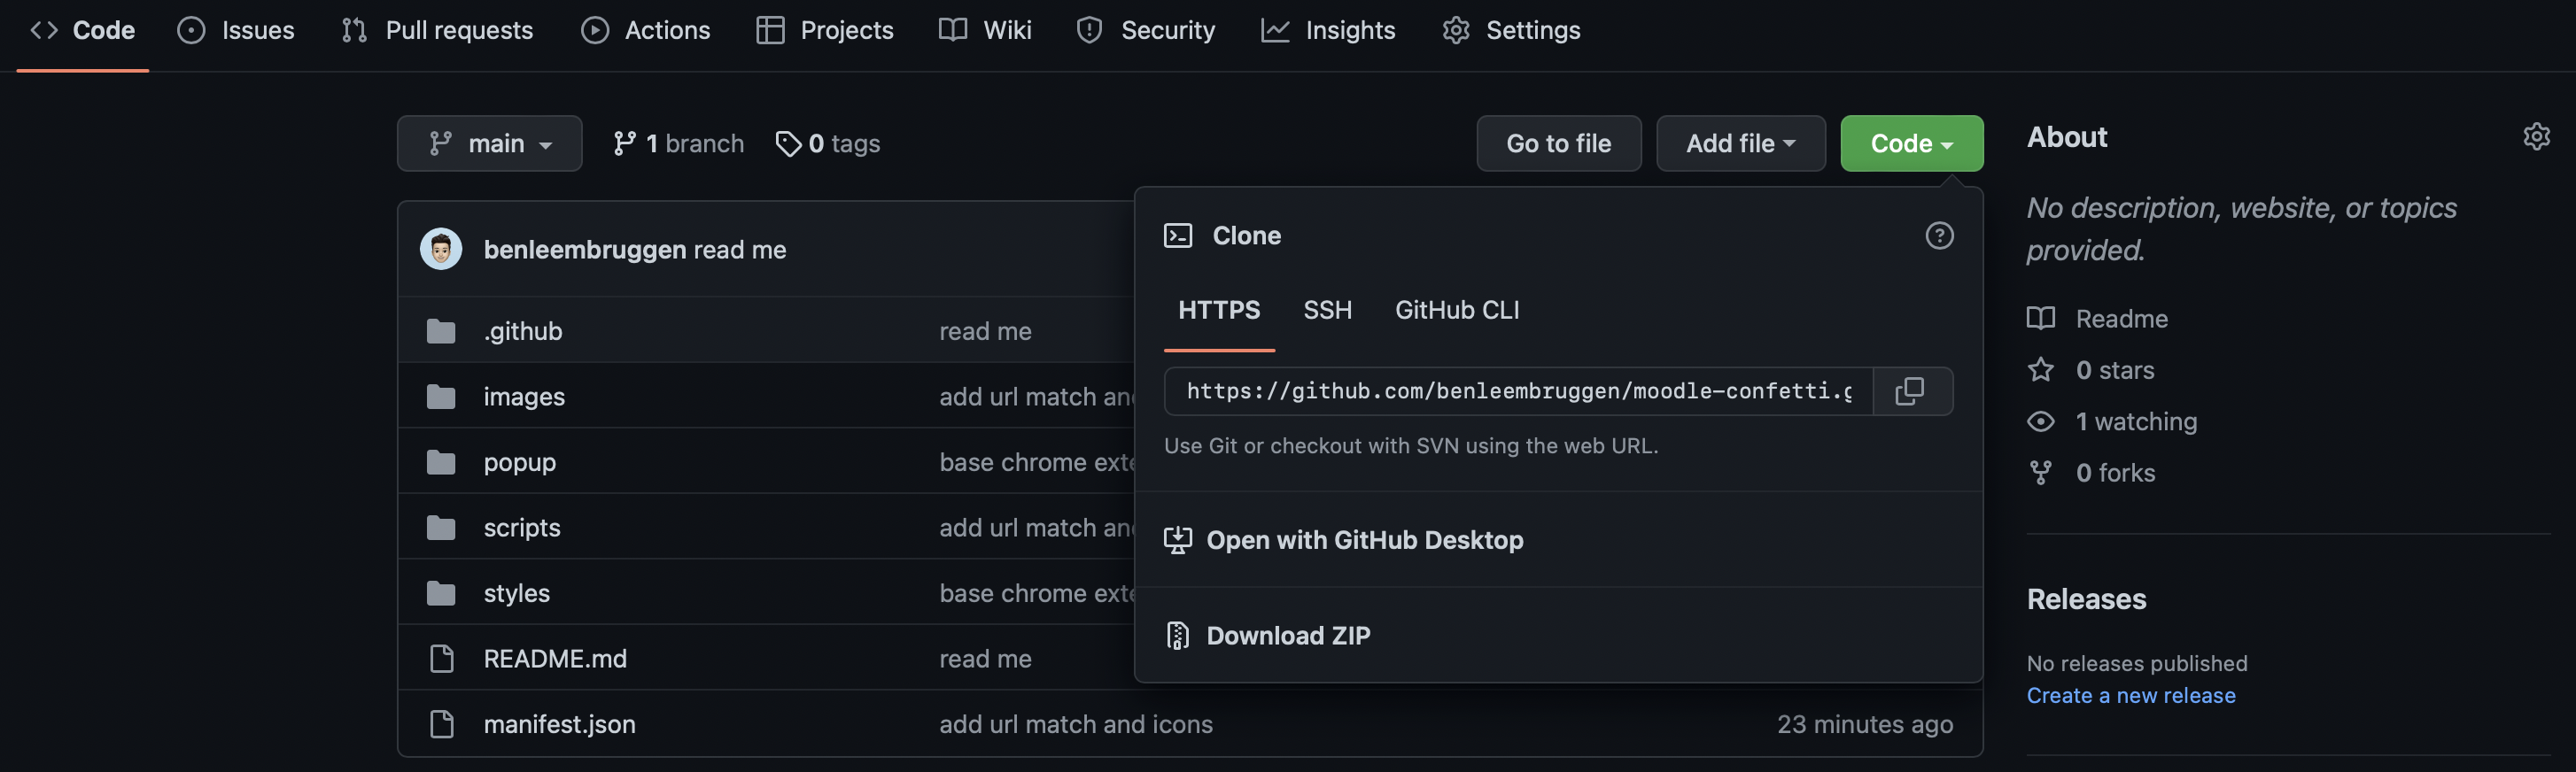 Code Issues Pull requests Actions Projects Wiki Security Insights Settings
main 1 branch 0 tags Go to file Add file Code
benleembruggen read me
.github read me
images add url match an
popup base chrome ext
scripts add url match an
styles base chrome ext
README.md read me
manifest.json add url match and icons 23 minutes ago
Clone
HTTPS SSH GitHub CLI
https://github.com/benleembruggen/moodle-confetti.g
Use Git or checkout with SVN using the web URL.
Open with GitHub Desktop
Download ZIP
About
No description, website, or topics
provided.
Readme
0 stars
1 watching
0 forks
Releases
No releases published
Create a new release